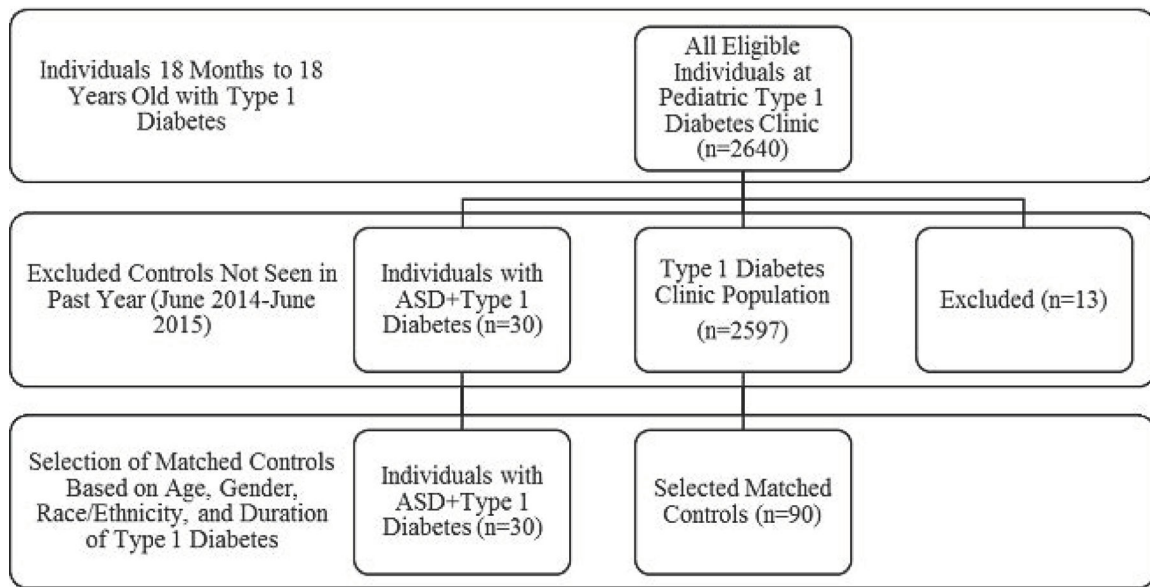 Individuals 18 Months to 18
Years Old with Type 1
Diabetes
All Eligible
Individuals at
Pediatric Type 1
Diabetes Clinic
(n=2640)
Excluded Controls Not Seen in
Past Year (June 2014-June
2015)
Individuals with
ASD+Type 1
Diabetes (n=30)
Type 1 Diabetes
Clinic Population
(n=2597)
Excluded (n=13)
Selection of Matched Controls
Based on Age, Gender,
Race/Ethnicity, and Duration
of Type 1 Diabetes
Individuals with
ASD+Type 1
Diabetes (n=30)
Selected Matched
Controls (n=90)